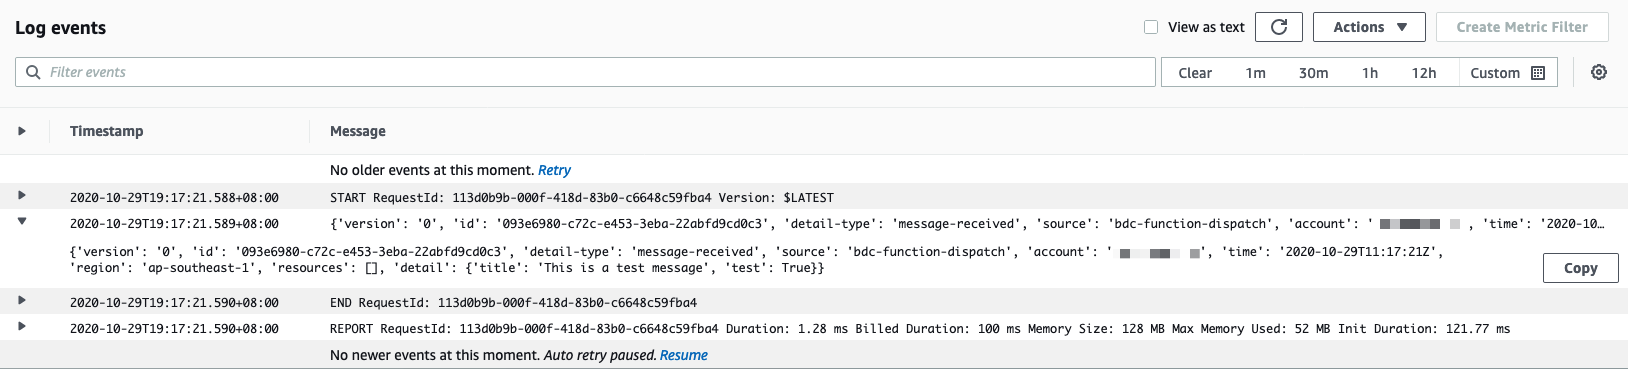 Log events
View as text
Actions
Create Metric Filter
Filter events
Clear 1m 30m 1h 12h Custom
Timestamp Message
No older events at this moment. Retry
2020-10-29T19:17:21.588+08:00 START RequestId: 113d0b9b-000f-418d-83b0-c6648c59fba4 Version: $LATEST
2020-10-29T19:17:21.589+08:00 {'version': '0', 'id': '093e6980-c72c-e453-3eba-22abfd9cd0c3', 'detail-type': 'message-received', 'source': 'bdc-function-dispatch', 'account': ' , 'time': '2020-10…
{'version': '0', 'id': '093e6980-c72c-e453-3eba-22abfd9cd0c3', 'detail-type': 'message-received', 'source': 'bdc-function-dispatch', 'account': ' ', 'time': '2020-10-29T11:17:21Z',
'region': 'ap-southeast-1', 'resources': [], 'detail': {'title': 'This is a test message', 'test': True}}
Copy
2020-10-29T19:17:21.590+08:00 END RequestId: 113d0b9b-000f-418d-83b0-c6648c59fba4
2020-10-29T19:17:21.590+08:00 REPORT RequestId: 113d0b9b-000f-418d-83b0-c6648c59fba4 Duration: 1.28 ms Billed Duration: 100 ms Memory Size: 128 MB Max Memory Used: 52 MB Init Duration: 121.77 ms
No newer events at this moment. Auto retry paused. Resume